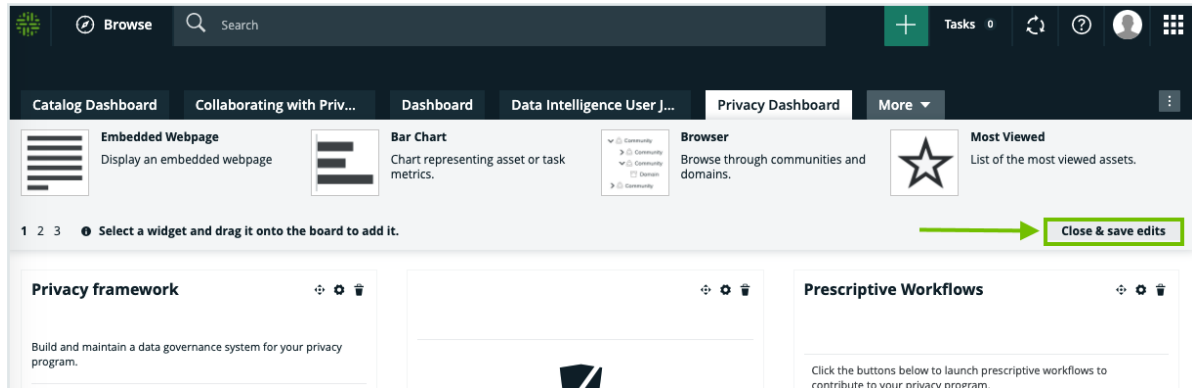 Browse
Search
Tasks 0
Catalog Dashboard
Collaborating with Priv...
Dashboard
Data Intelligence User J...
Privacy Dashboard
More
Embedded Webpage
Display an embedded webpage
Bar Chart
Chart representing asset or task
metrics.
Community
Community
Community
Domain
Community
Browser
Browse through communities and
domains.
Most Viewed
List of the most viewed assets.
1 2 3
Select a widget and drag it onto the board to add it.
Close & save edits
Privacy framework
Build and maintain a data governance system for your privacy
program.
Prescriptive Workflows
Click the buttons below to launch prescriptive workflows to
contribute to your privacy program.